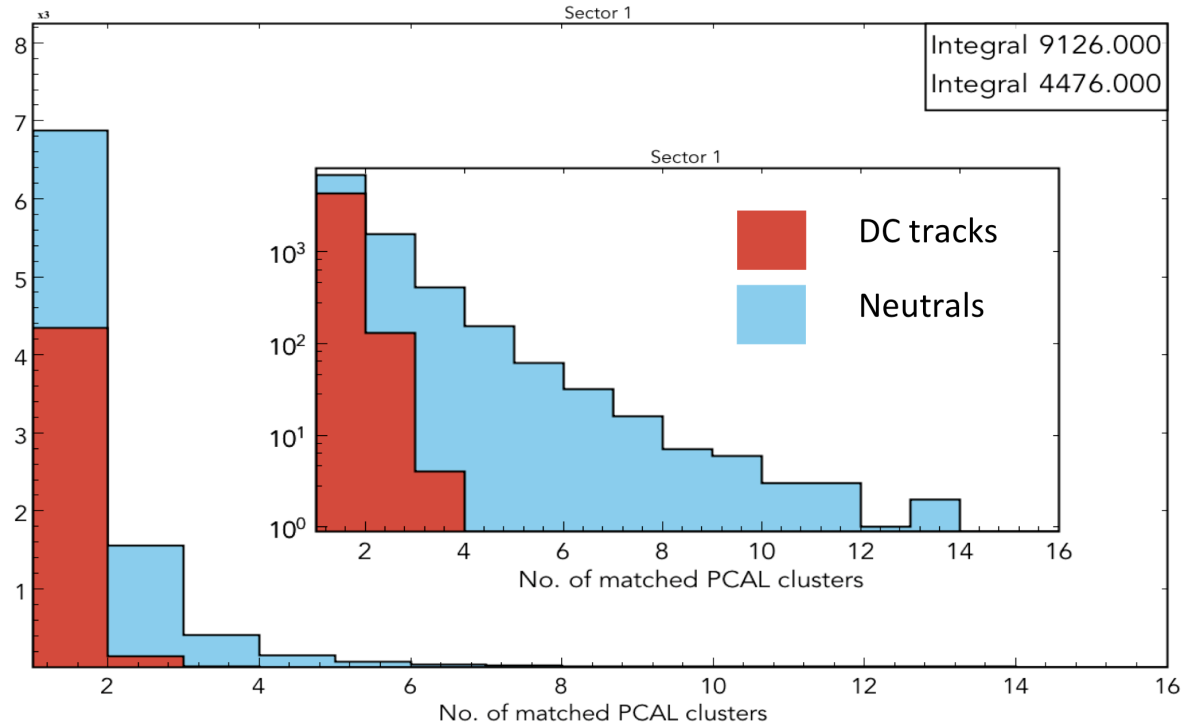 x3
Sector 1
Integral 9126.000
Integral 4476.000
8
7
6
5
4
3
2
1
Sector 1
DC tracks
Neutrals
10³
10²
10¹
10⁰
2 4 6 8 10 12 14 16
No. of matched PCAL clusters
2 4 6 8 10 12 14 16
No. of matched PCAL clusters